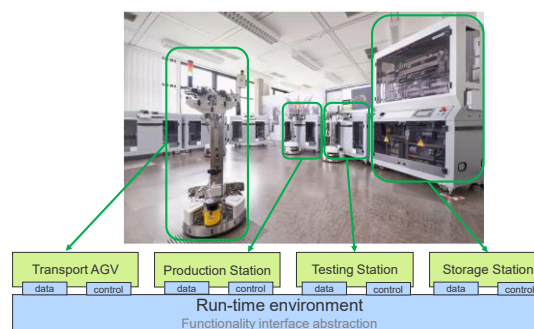 Transport AGV
Production Station
Testing Station
Storage Station
data
control
data
control
data
control
data
control
Run-time environment
Functionality interface abstraction